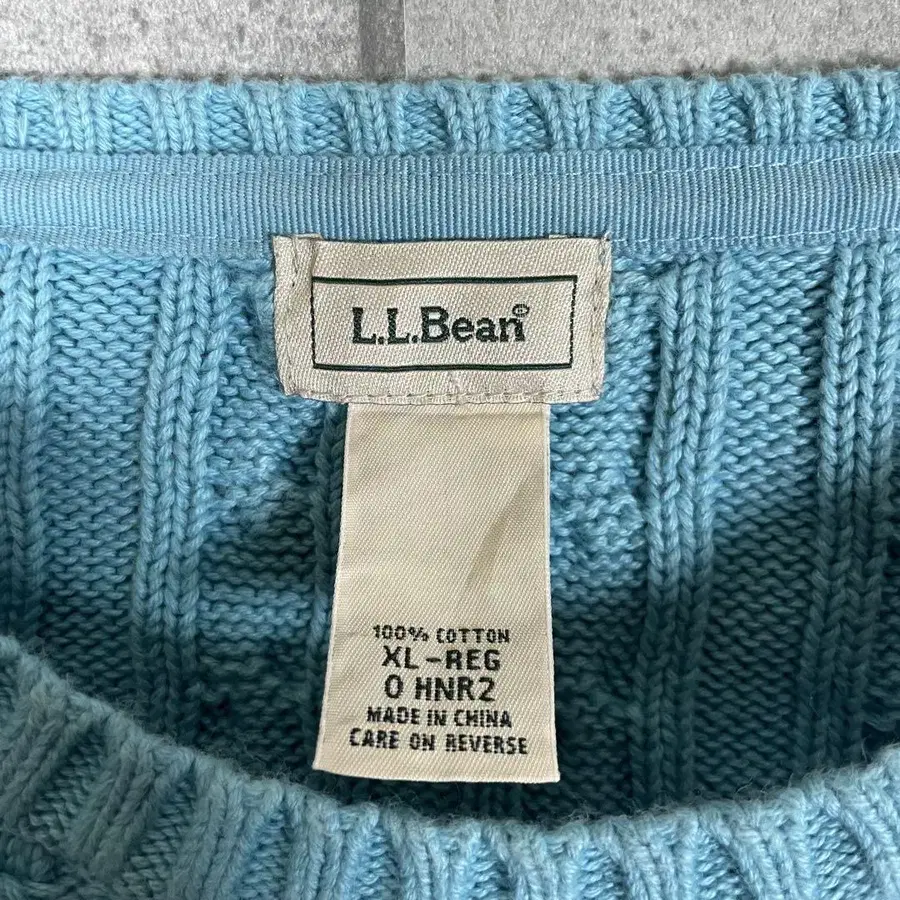 L.L.Bean®
100% COTTON
XL-REG
0 HNR2
MADE IN CHINA
CARE ON REVERSE